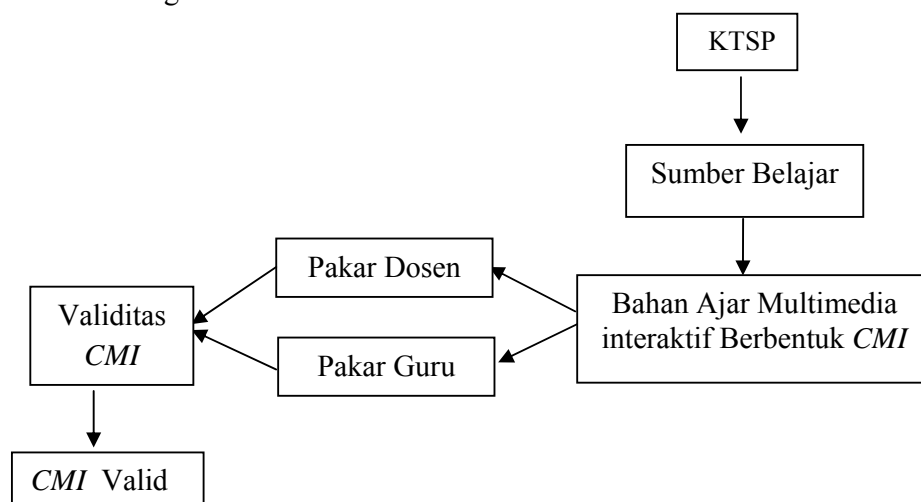 KTSP
Sumber Belajar
Bahan Ajar Multimedia
interaktif Berbentuk CMI
Pakar Dosen
Pakar Guru
Validitas
CMI
CMI Valid